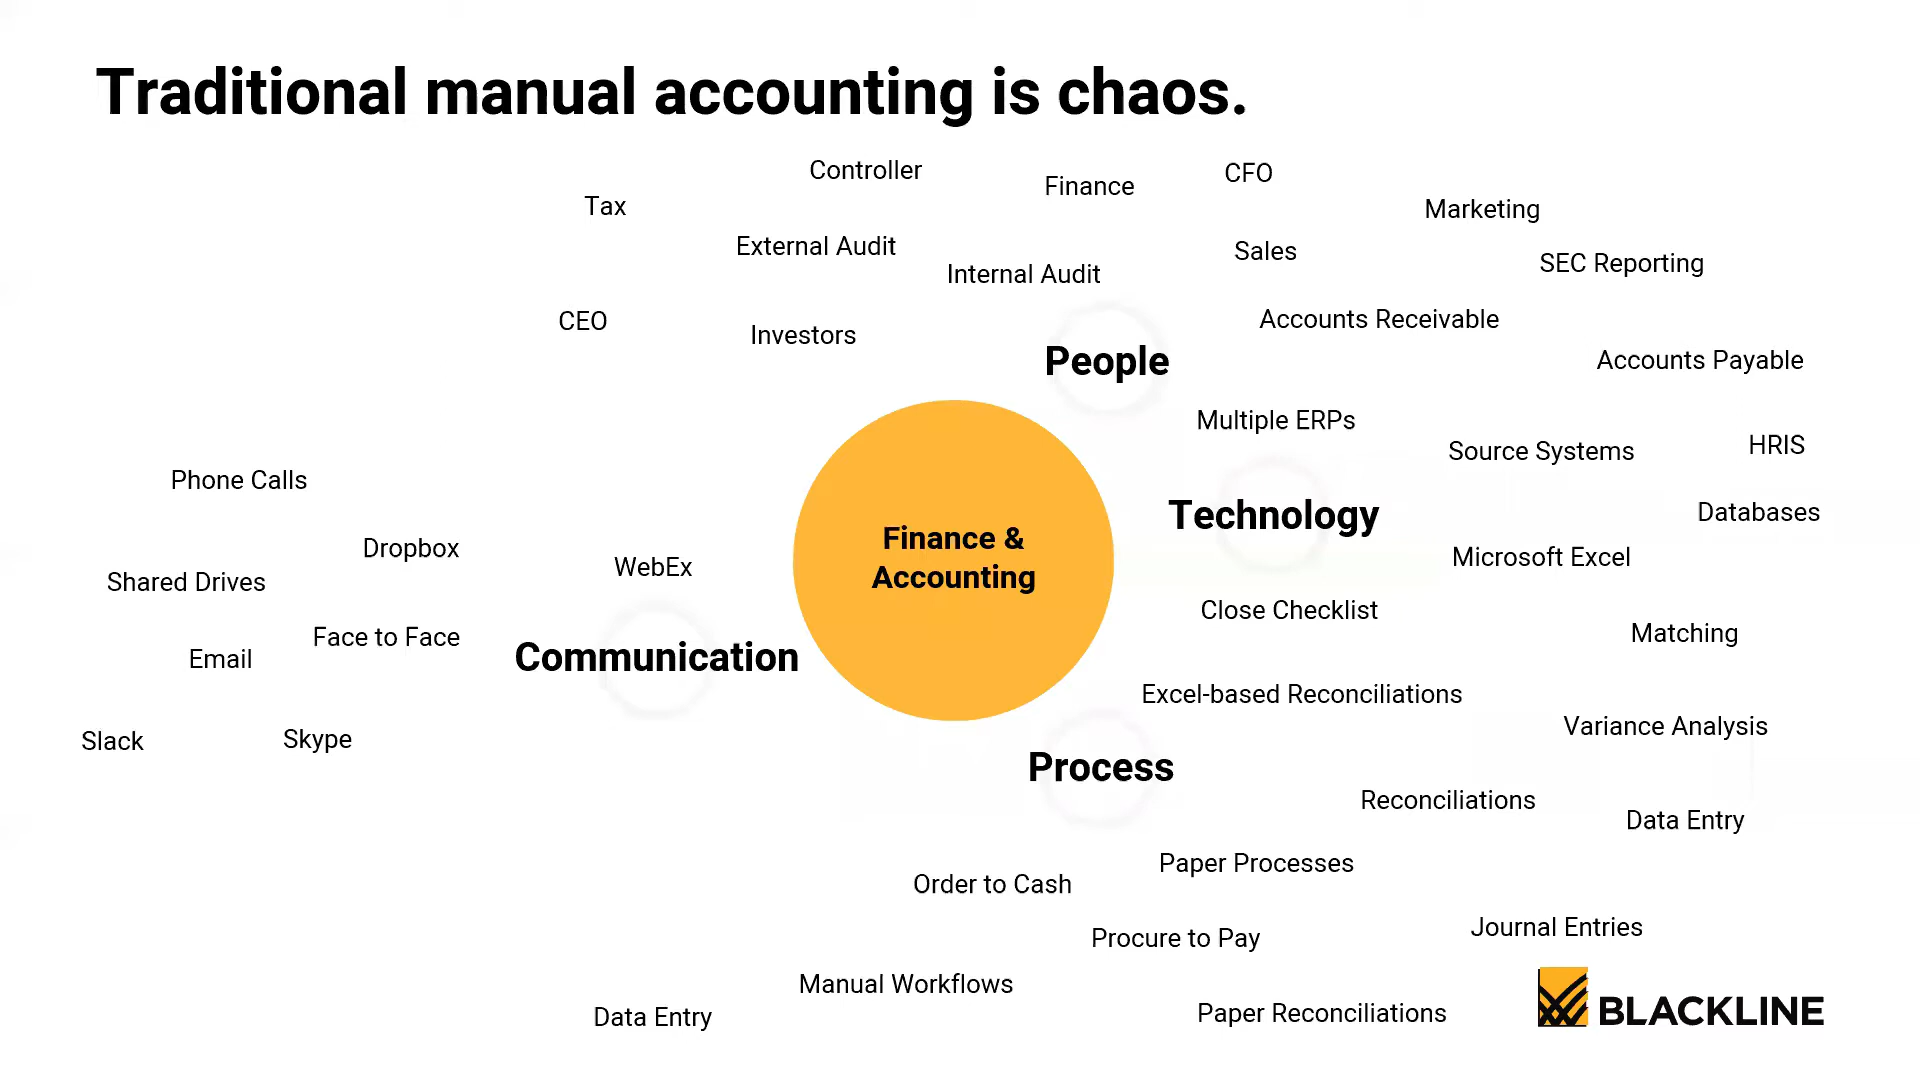 Traditional manual accounting is chaos.
Controller
Finance
CFO
Tax
Marketing
External Audit
Internal Audit
Sales
SEC Reporting
CEO
Investors
Accounts Receivable
People
Accounts Payable
Multiple ERPs
Source Systems
HRIS
Phone Calls
Technology
Databases
Dropbox
WebEx
Finance &
Accounting
Microsoft Excel
Shared Drives
Close Checklist
Face to Face
Email
Communication
Matching
Excel-based Reconciliations
Slack
Skype
Variance Analysis
Process
Reconciliations
Data Entry
Paper Processes
Order to Cash
Procure to Pay
Journal Entries
Manual Workflows
Data Entry
Paper Reconciliations
BLACKLINE